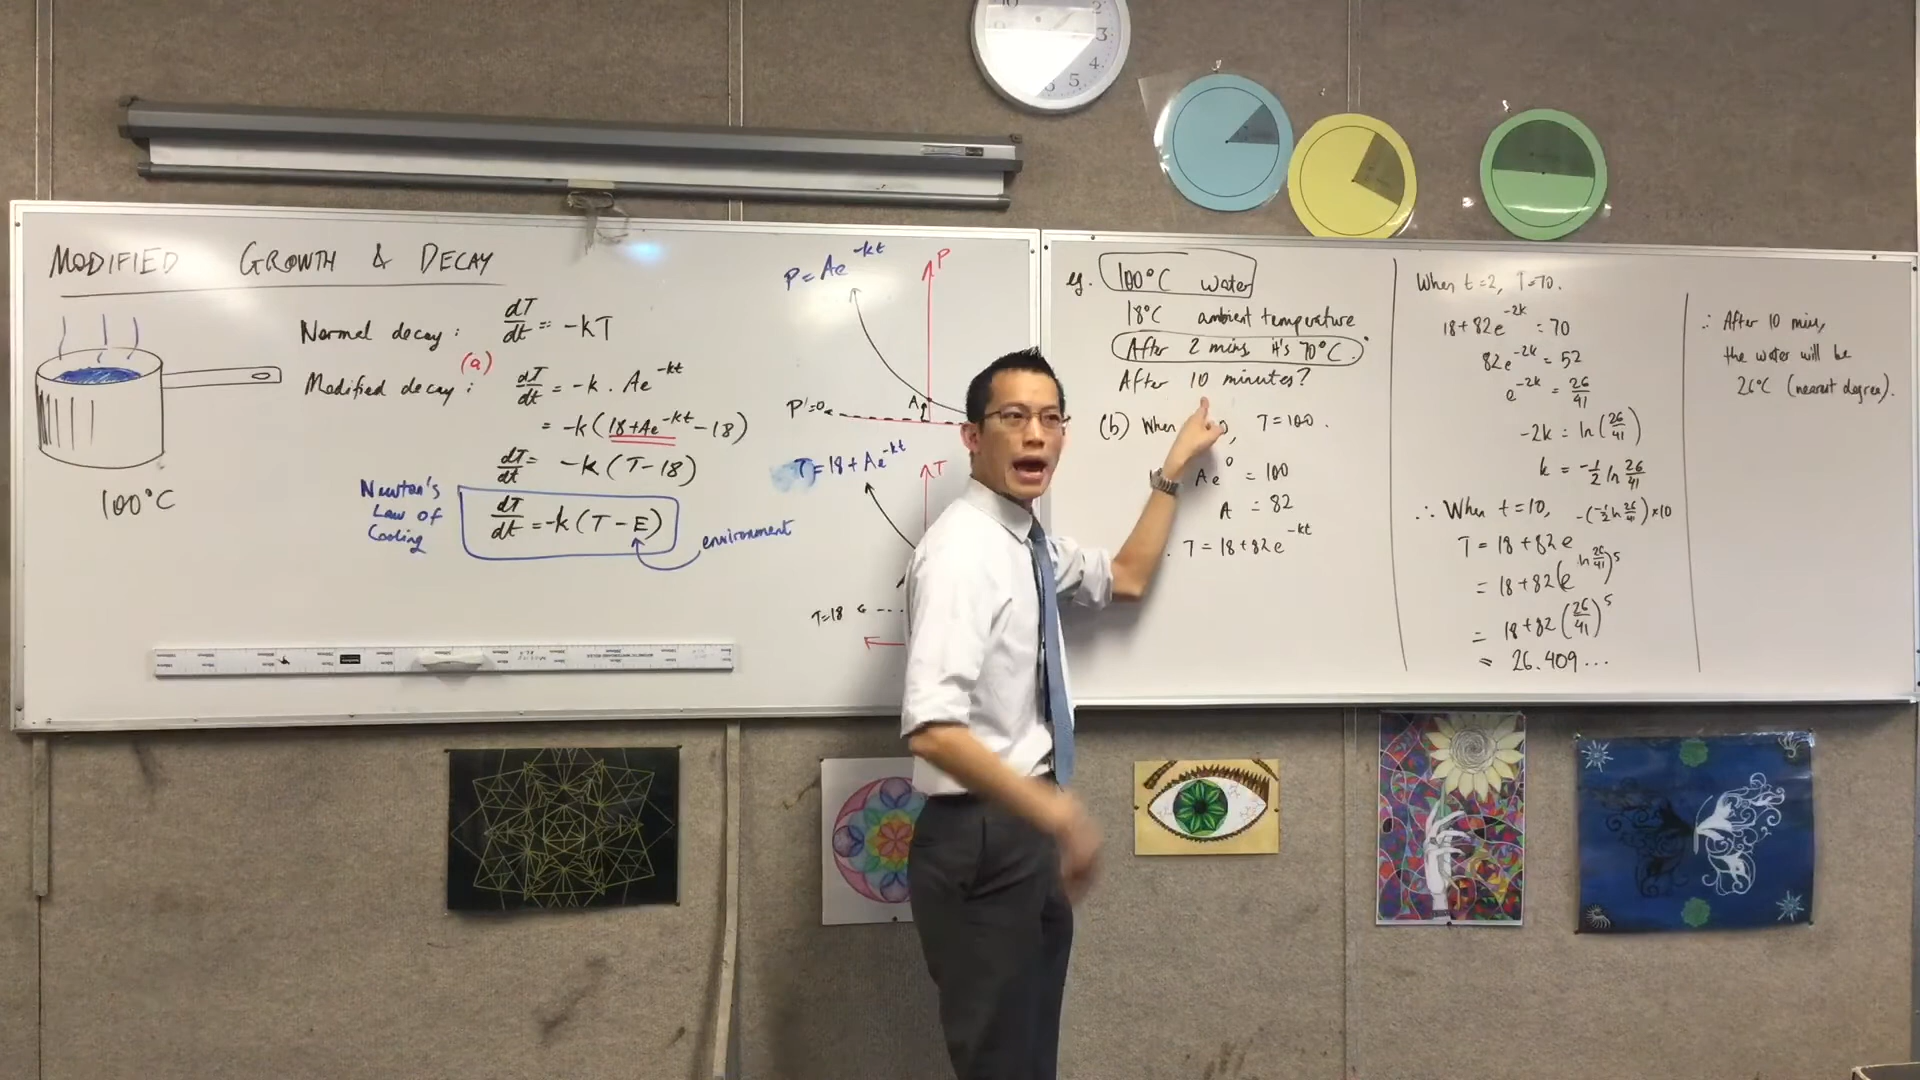 MODIFIED GROWTH & DECAY
Normal decay: dT/dt = -kT
(a)
Modified decay: dT/dt = -k . Ae^-kt
= -k(18+Ae^-kt-18)
dT/dt = -k(T-18)
Newton's
Law of
Cooling
dT/dt = -k(T-E)
environment
100°C
P=Ae^-kt
P
A
P'=0
T=18+Ae^-kt
T
T=18
eg. 100°C water
18°C ambient temperature
After 2 mins, it's 70°C.
After 10 minutes?
(b) When 0, T=100.
Ae^0 = 100
A = 82
. T=18+82e^-kt
When t=2, T=70.
18+82e^-2k = 70
82e^-2k = 52
e^-2k = 26/41
-2k = ln(26/41)
k = -1/2 ln 26/41
∴ When t=10,
T = 18+82e^-(-1/2 ln 26/41)×10
= 18+82(e^ln 26/41)^5
= 18+82(26/41)^5
= 26.409...
∴ After 10 mins,
the water will be
26°C (nearest degree).
2
3
4
5
6